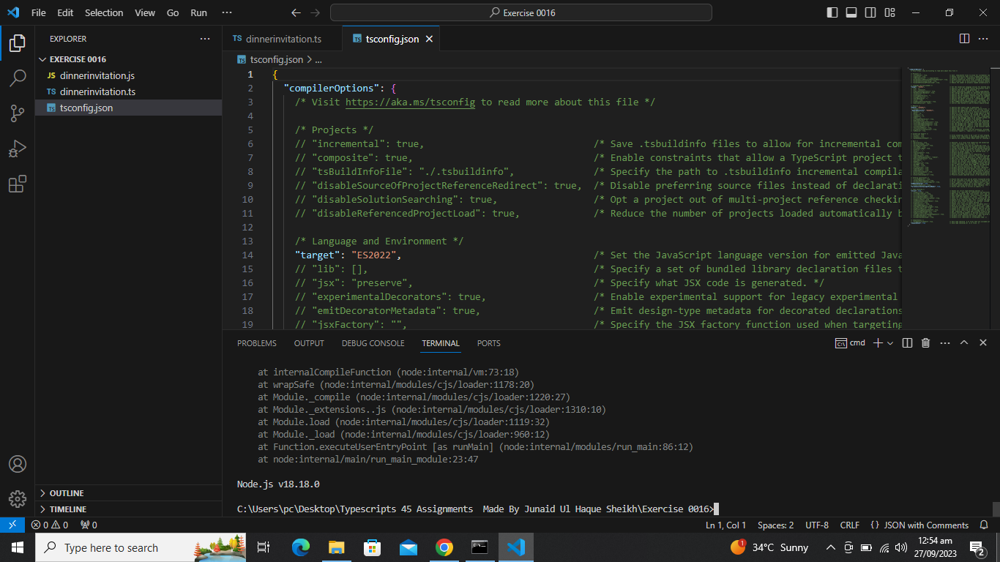 File Edit Selection View Go Run ···
Exercise 0016
EXPLORER
EXERCISE 0016
JS dinnerinvitation.js
TS dinnerinvitation.ts
TS tsconfig.json
OUTLINE
TIMELINE
TS dinnerinvitation.ts
TS tsconfig.json
TS tsconfig.json > ...
1 {
2 "compilerOptions": {
3 /* Visit https://aka.ms/tsconfig to read more about this file */
4
5 /* Projects */
6 // "incremental": true, /* Save .tsbuildinfo files to allow for incremental com
7 // "composite": true, /* Enable constraints that allow a TypeScript project t
8 // "tsBuildInfoFile": "./.tsbuildinfo", /* Specify the path to .tsbuildinfo incremental compila
9 // "disableSourceOfProjectReferenceRedirect": true, /* Disable preferring source files instead of declarati
10 // "disableSolutionSearching": true, /* Opt a project out of multi-project reference checkin
11 // "disableReferencedProjectLoad": true, /* Reduce the number of projects loaded automatically b
12
13 /* Language and Environment */
14 "target": "ES2022", /* Set the JavaScript language version for emitted Java
15 // "lib": [], /* Specify a set of bundled library declaration files t
16 // "jsx": "preserve", /* Specify what JSX code is generated. */
17 // "experimentalDecorators": true, /* Enable experimental support for legacy experimental
18 // "emitDecoratorMetadata": true, /* Emit design-type metadata for decorated declarations
19 // "jsxFactory": "", /* Specify the JSX factory function used when targeting
PROBLEMS OUTPUT DEBUG CONSOLE TERMINAL PORTS
cmd
at internalCompileFunction (node:internal/vm:73:18)
at wrapSafe (node:internal/modules/cjs/loader:1178:20)
at Module._compile (node:internal/modules/cjs/loader:1220:27)
at Module._extensions..js (node:internal/modules/cjs/loader:1310:10)
at Module.load (node:internal/modules/cjs/loader:1119:32)
at Module._load (node:internal/modules/cjs/loader:960:12)
at Function.executeUserEntryPoint [as runMain] (node:internal/modules/run_main:86:12)
at node:internal/main/run_main_module:23:47
Node.js v18.18.0
C:\Users\pc\Desktop\Typescripts 45 Assignments  Made By Junaid Ul Haque Sheikh\Exercise 0016>
0 0 0
Ln 1, Col 1 Spaces: 2 UTF-8 CRLF {} JSON with Comments
Type here to search
1 34°C Sunny
12:54 am
27/09/2023
2